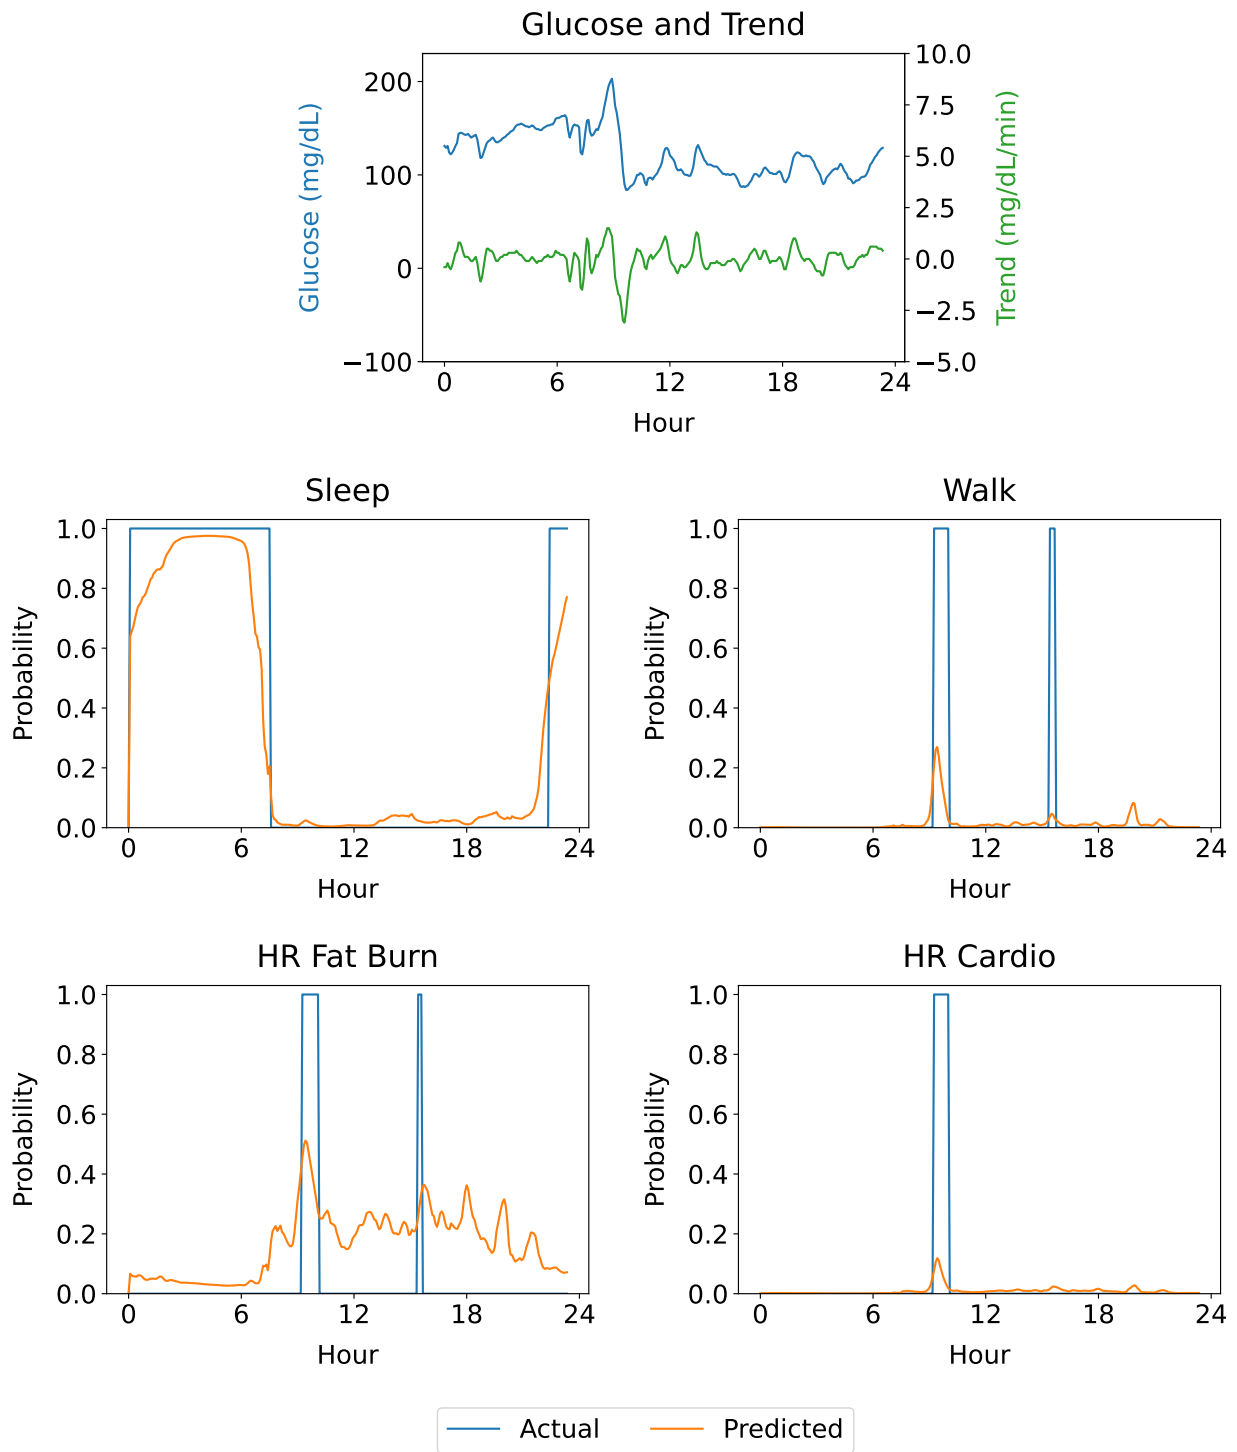 Glucose and Trend
Glucose (mg/dL)
200
100
0
−100
10.0
7.5
5.0
2.5
0.0
−2.5
−5.0
Trend (mg/dL/min)
0 6 12 18 24
Hour
Sleep
Probability
1.0
0.8
0.6
0.4
0.2
0.0
0 6 12 18 24
Hour
Walk
Probability
1.0
0.8
0.6
0.4
0.2
0.0
0 6 12 18 24
Hour
HR Fat Burn
Probability
1.0
0.8
0.6
0.4
0.2
0.0
0 6 12 18 24
Hour
HR Cardio
Probability
1.0
0.8
0.6
0.4
0.2
0.0
0 6 12 18 24
Hour
Actual Predicted